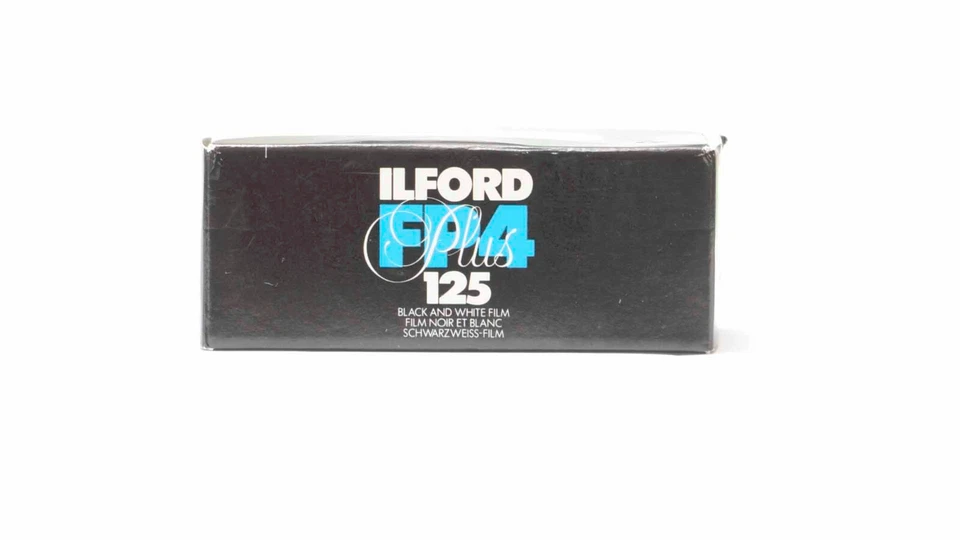 ILFORD
FP4 Plus
125
BLACK AND WHITE FILM
FILM NOIR ET BLANC
SCHWARZWEISS-FILM